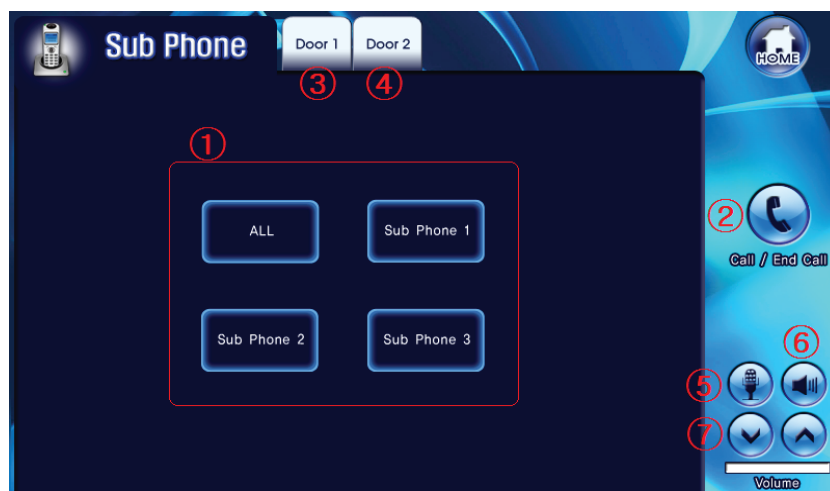 Sub Phone
Door 1
Door 2
HOME
③
④
①
ALL
Sub Phone 1
②
Call / End Call
Sub Phone 2
Sub Phone 3
⑥
⑤
⑦
Volume